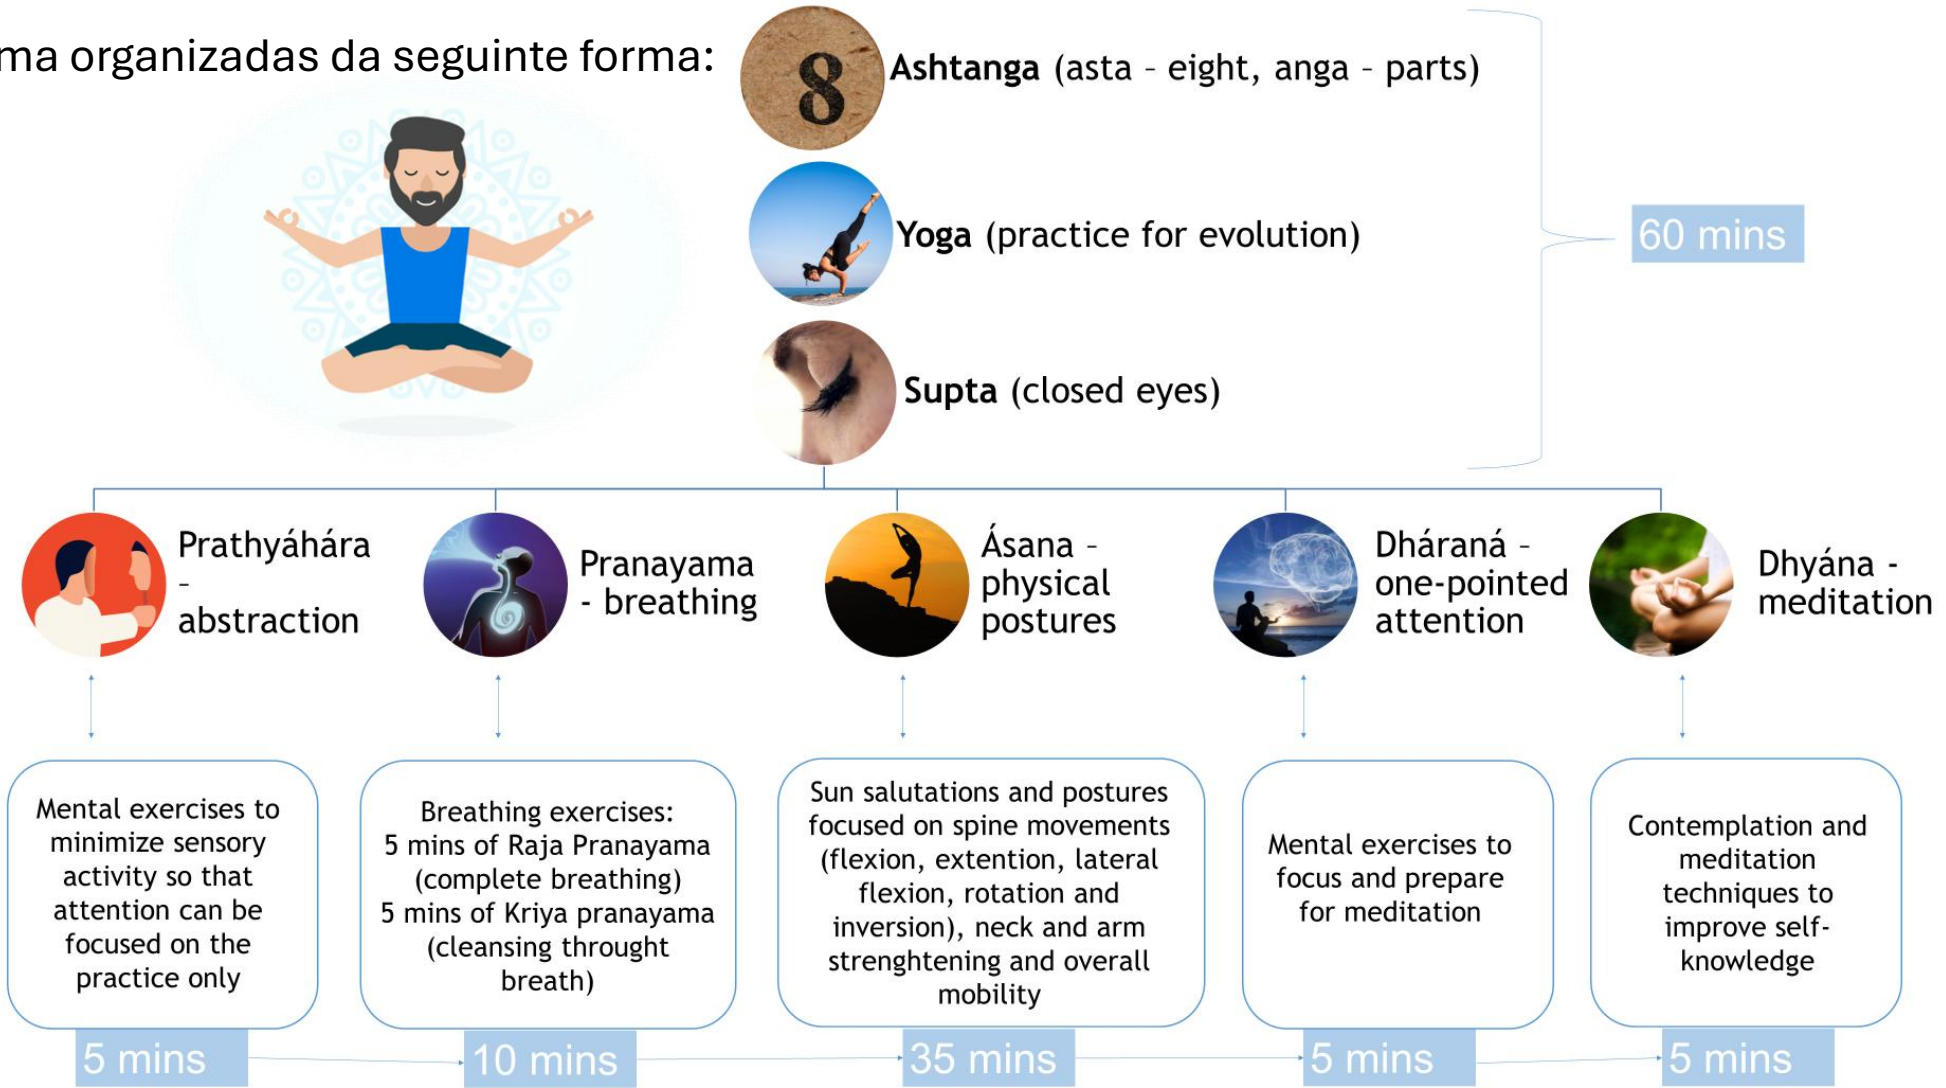 ma organizadas da seguinte forma:
8
Ashtanga (asta – eight, anga – parts)
Yoga (practice for evolution)
60 mins
Supta (closed eyes)
Prathyáhára
–
abstraction
Pranayama
- breathing
Ásana –
physical
postures
Dháraná –
one-pointed
attention
Dhyána -
meditation
Mental exercises to
minimize sensory
activity so that
attention can be
focused on the
practice only
Breathing exercises:
5 mins of Raja Pranayama
(complete breathing)
5 mins of Kriya pranayama
(cleansing throught
breath)
Sun salutations and postures
focused on spine movements
(flexion, extention, lateral
flexion, rotation and
inversion), neck and arm
strenghtening and overall
mobility
Mental exercises to
focus and prepare
for meditation
Contemplation and
meditation
techniques to
improve self-
knowledge
5 mins
10 mins
35 mins
5 mins
5 mins